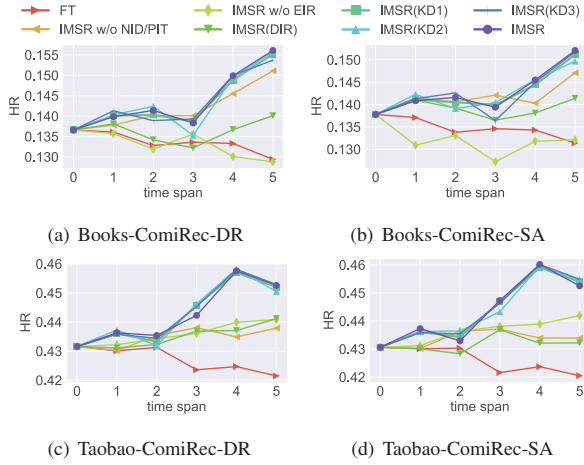 FT
IMSR w/o EIR
IMSR(KD1)
IMSR(KD3)
IMSR w/o NID/PIT
IMSR(DIR)
IMSR(KD2)
IMSR
HR
0.155
0.150
0.145
0.140
0.135
0.130
0 1 2 3 4 5
time span
(a) Books-ComiRec-DR
HR
0.150
0.145
0.140
0.135
0.130
0 1 2 3 4 5
time span
(b) Books-ComiRec-SA
HR
0.46
0.45
0.44
0.43
0.42
0 1 2 3 4 5
time span
(c) Taobao-ComiRec-DR
HR
0.46
0.45
0.44
0.43
0.42
0 1 2 3 4 5
time span
(d) Taobao-ComiRec-SA